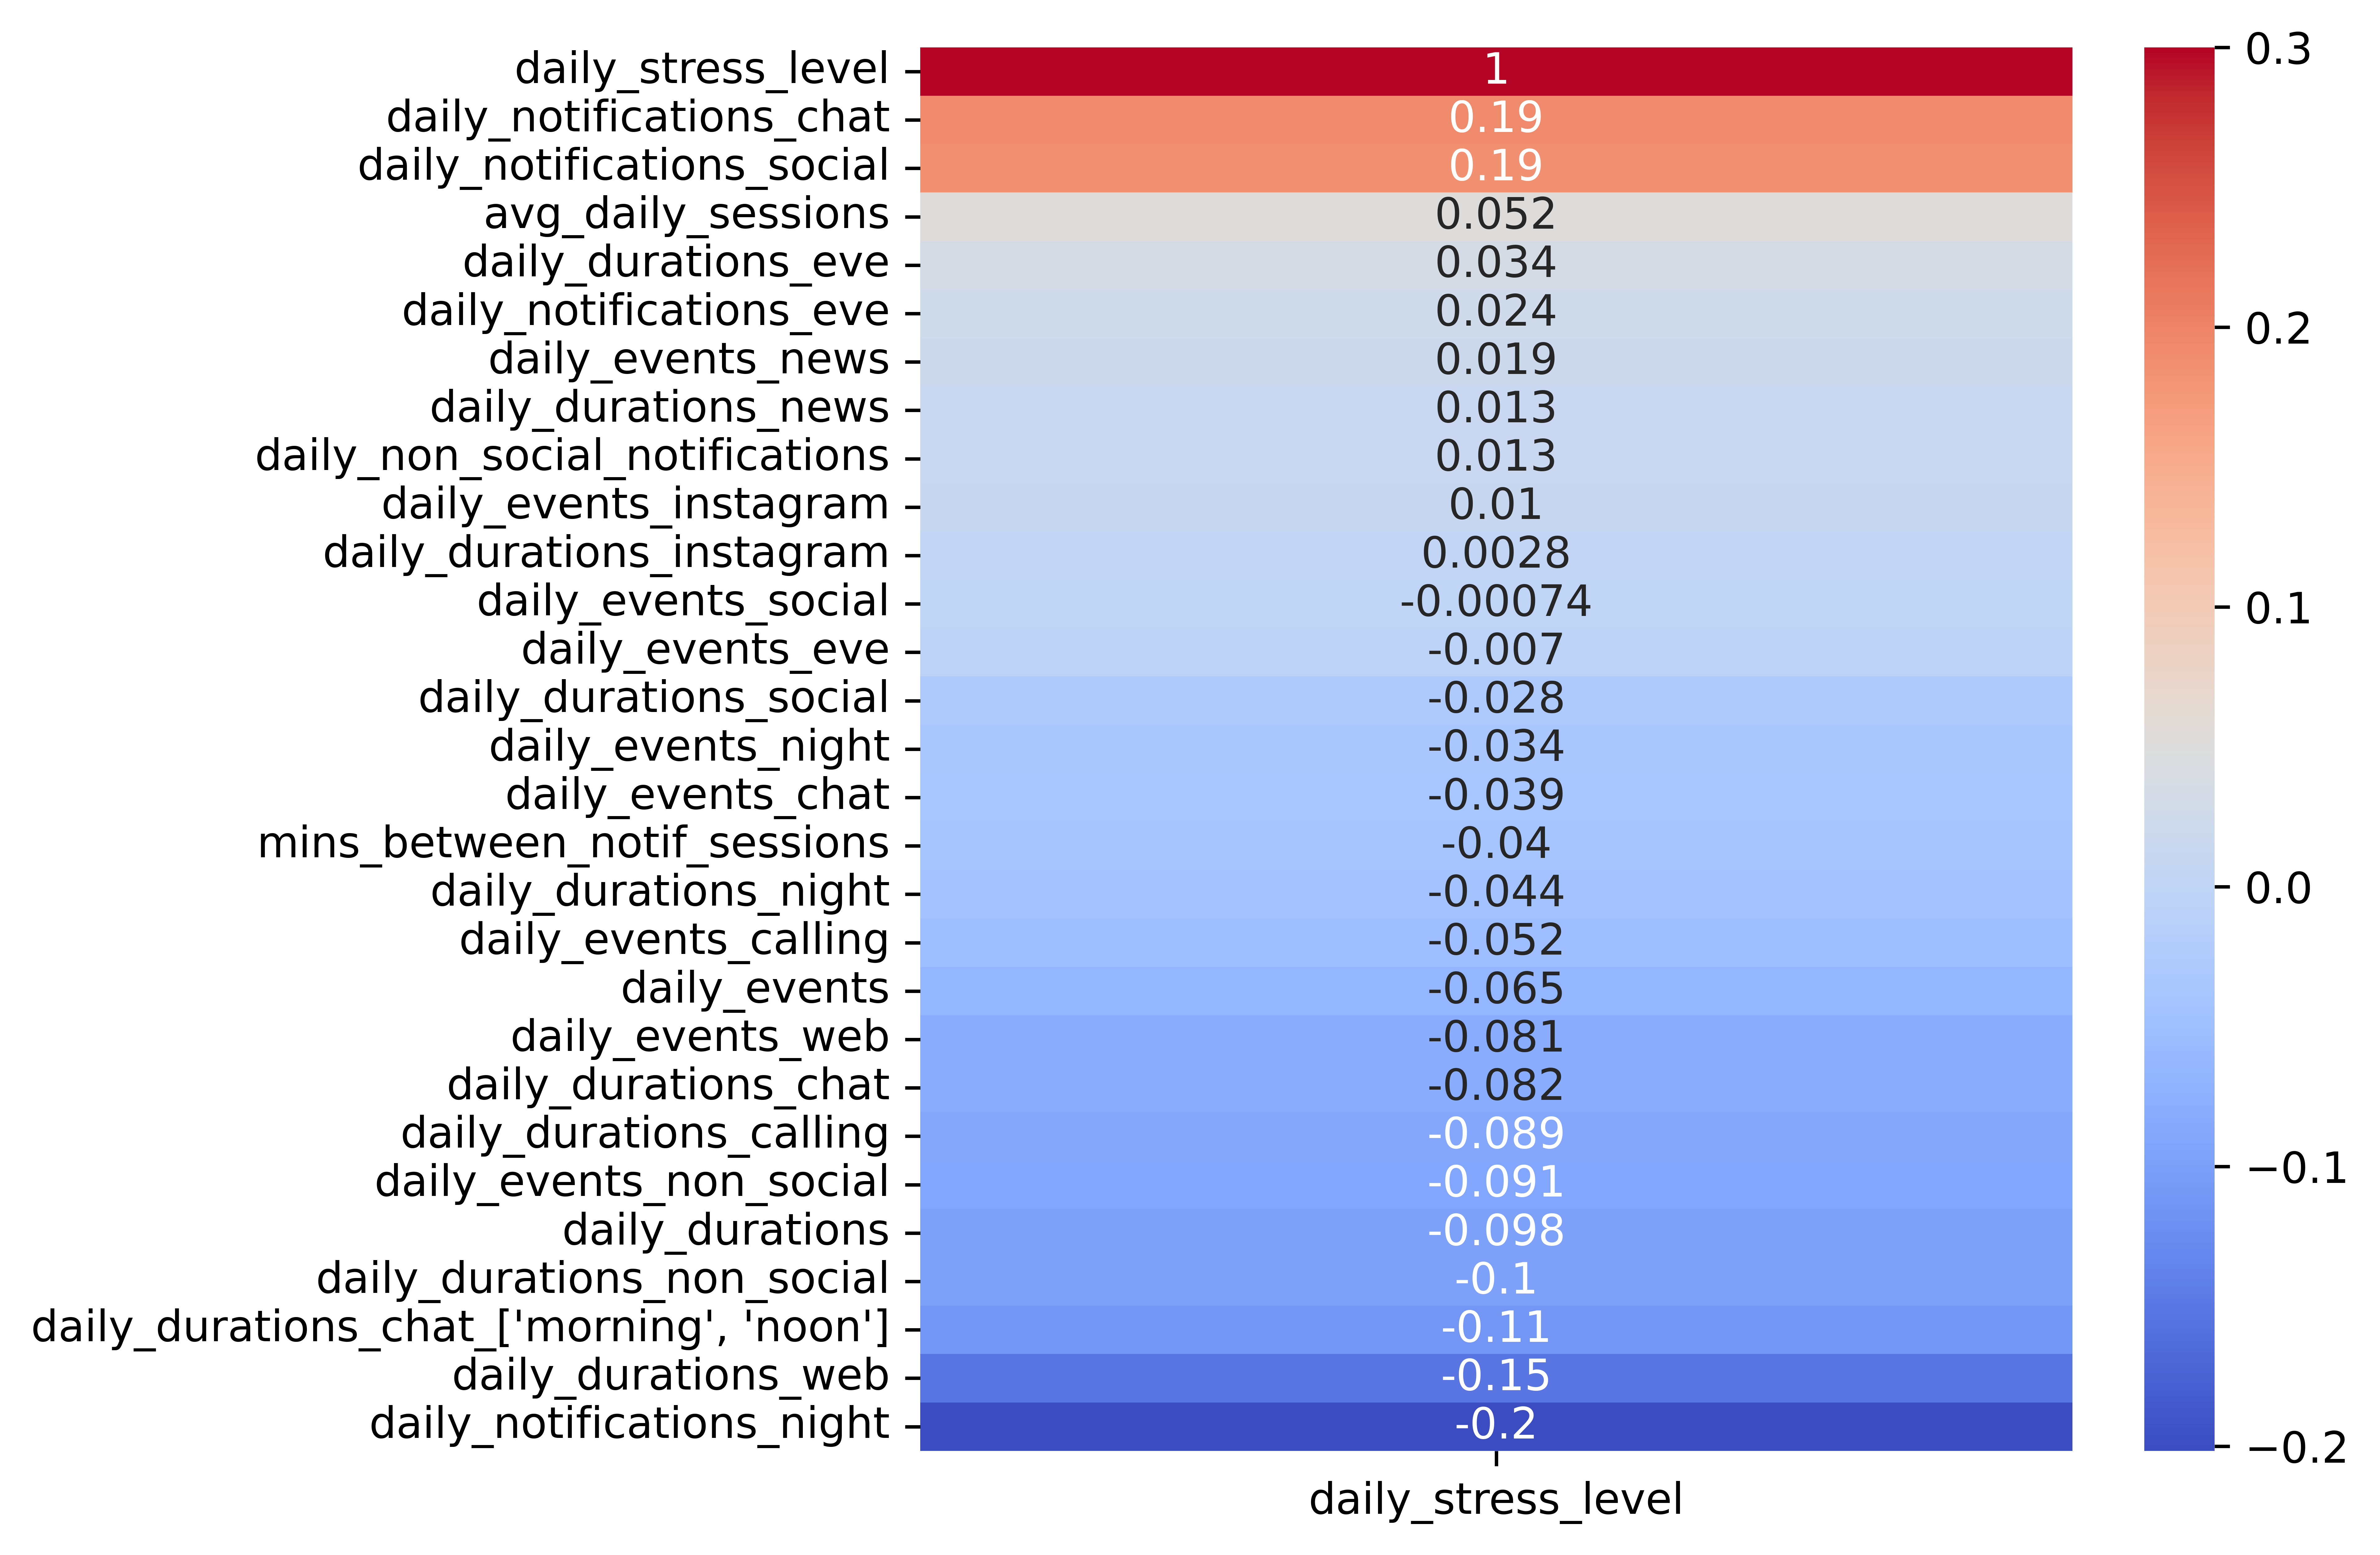 daily_stress_level 1
daily_notifications_chat 0.19
daily_notifications_social 0.19
avg_daily_sessions 0.052
daily_durations_eve 0.034
daily_notifications_eve 0.024
daily_events_news 0.019
daily_durations_news 0.013
daily_non_social_notifications 0.013
daily_events_instagram 0.01
daily_durations_instagram 0.0028
daily_events_social -0.00074
daily_events_eve -0.007
daily_durations_social -0.028
daily_events_night -0.034
daily_events_chat -0.039
mins_between_notif_sessions -0.04
daily_durations_night -0.044
daily_events_calling -0.052
daily_events -0.065
daily_events_web -0.081
daily_durations_chat -0.082
daily_durations_calling -0.089
daily_events_non_social -0.091
daily_durations -0.098
daily_durations_non_social -0.1
daily_durations_chat_['morning', 'noon'] -0.11
daily_durations_web -0.15
daily_notifications_night -0.2
daily_stress_level
0.3
0.2
0.1
0.0
−0.1
−0.2